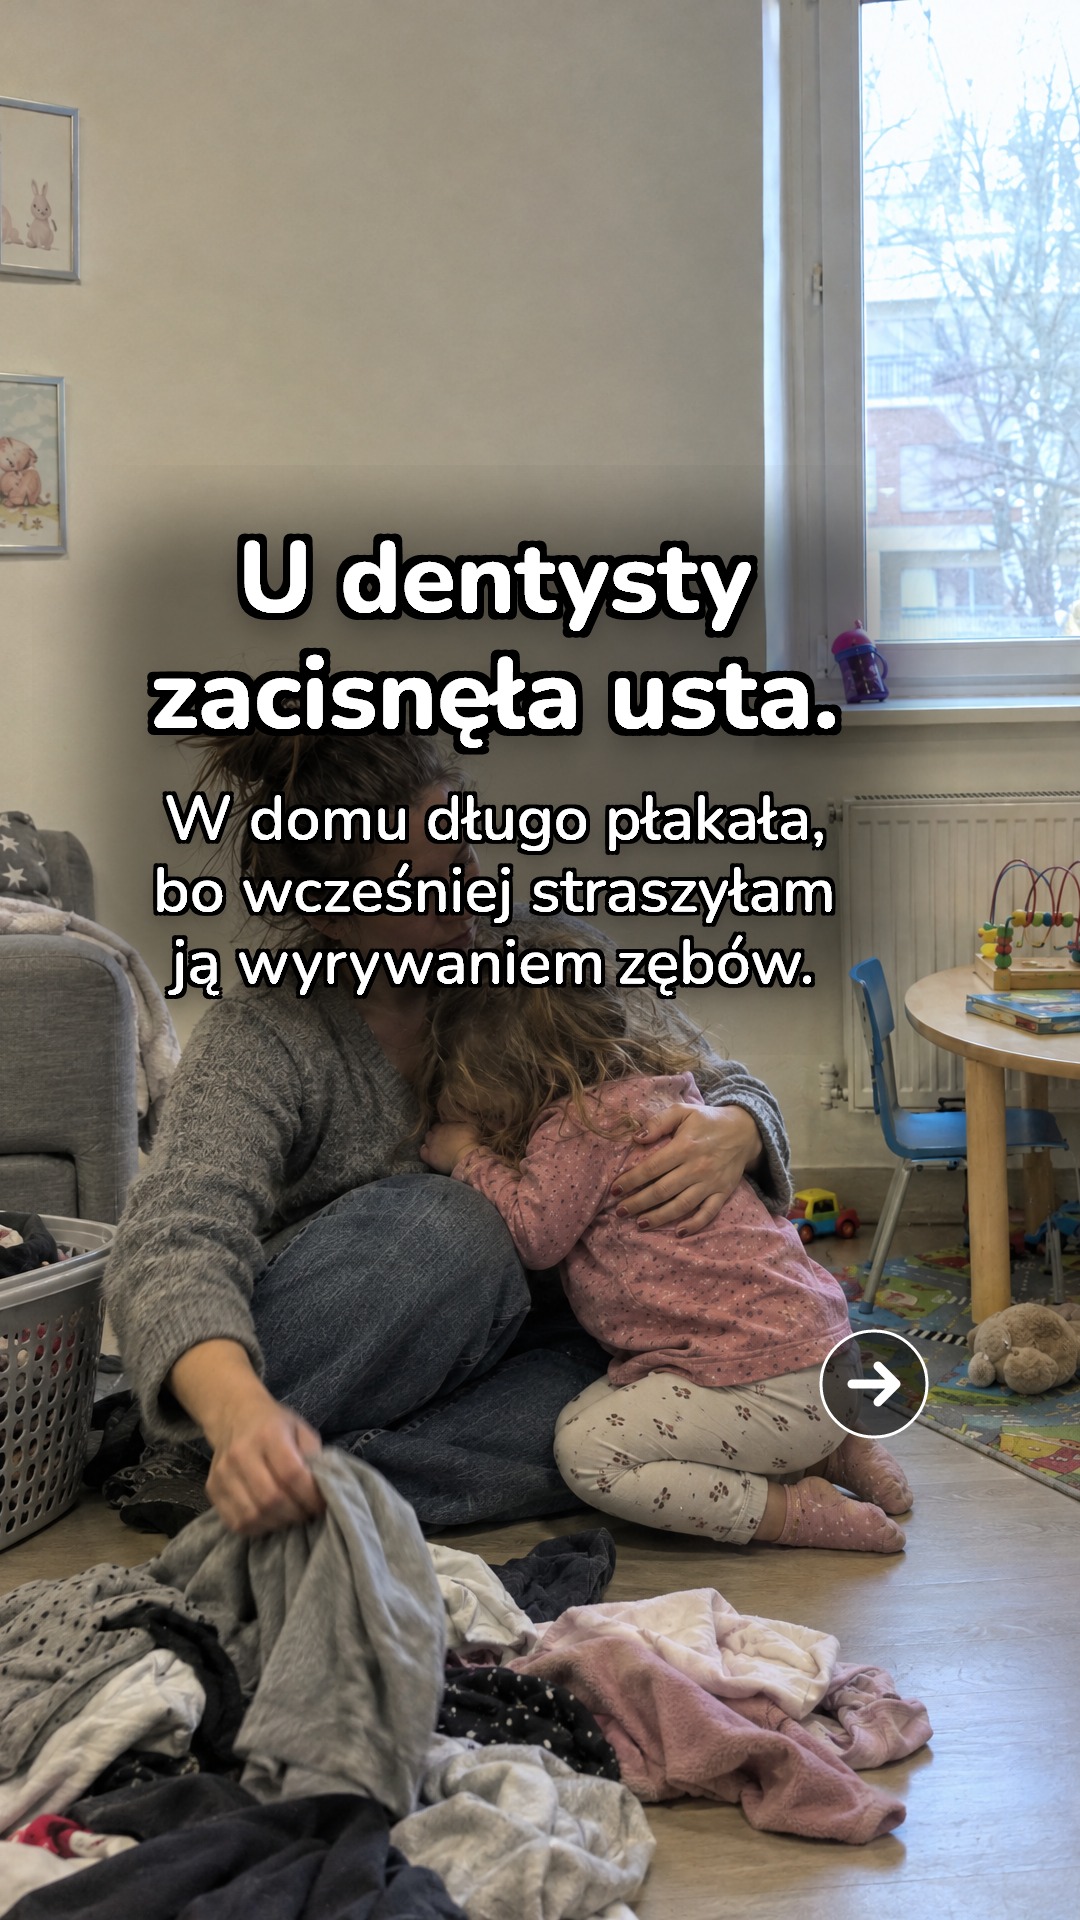 U dentysty
zacisnęła usta.
W domu długo płakała,
bo wcześniej straszyłam
ją wyrywaniem zębów.